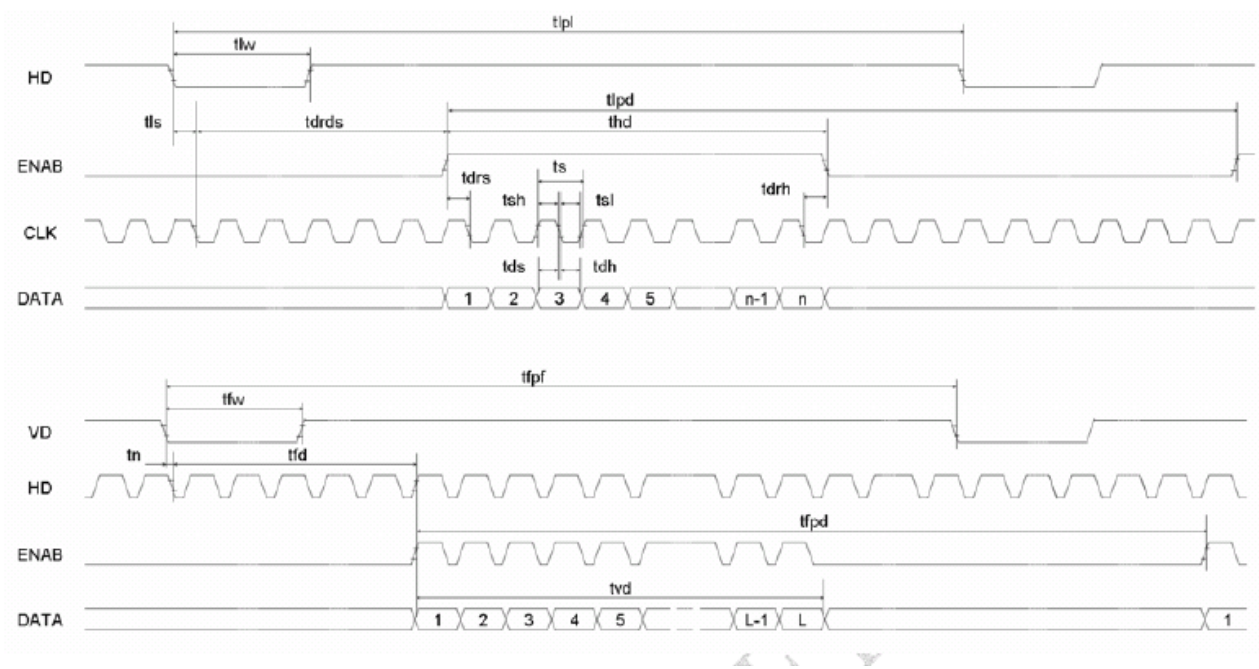 tlpl
tlw
HD
tlpd
tls tdrds thd
ENAB
ts
tdrs tdrh
tsh tsl
CLK
tds tdh
DATA 1 2 3 4 5 n-1 n
tfpf
tfw
VD
tn tfd
HD
tfpd
ENAB
tvd
DATA 1 2 3 4 5 L-1 L 1